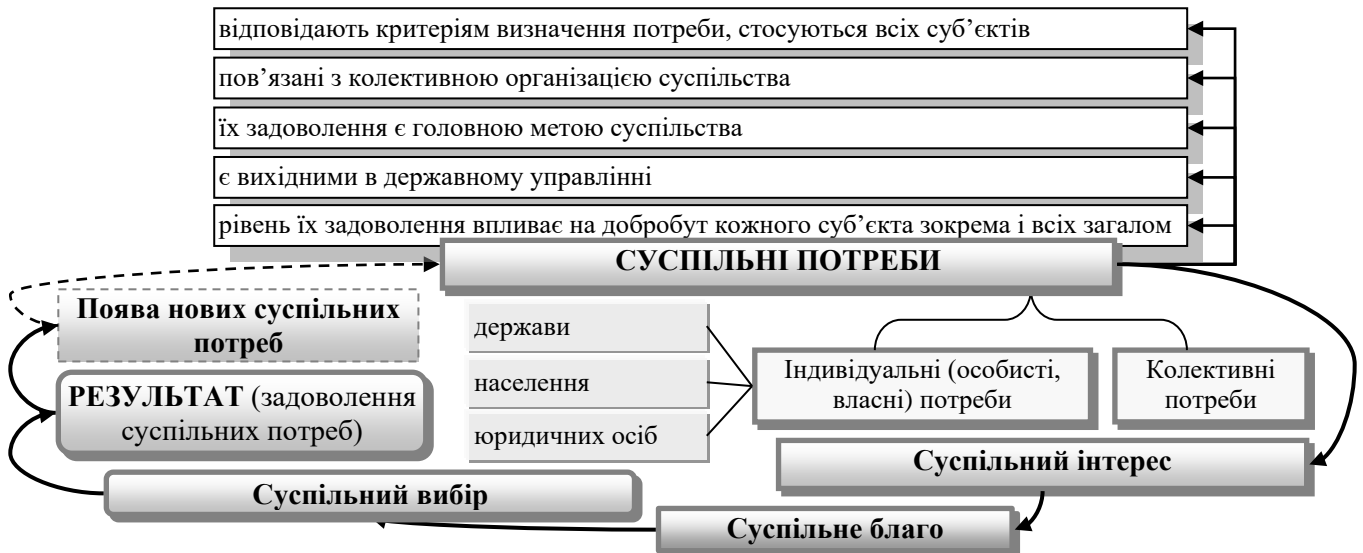 відповідають критеріям визначення потреби, стосуються всіх суб’єктів
пов’язані з колективною організацією суспільства
їх задоволення є головною метою суспільства
є вихідними в державному управлінні
рівень їх задоволення впливає на добробут кожного суб’єкта зокрема і всіх загалом
СУСПІЛЬНІ ПОТРЕБИ
Поява нових суспільних
потреб
держави
населення
юридичних осіб
Індивідуальні (особисті,
власні) потреби
Колективні
потреби
РЕЗУЛЬТАТ (задоволення
суспільних потреб)
Суспільний інтерес
Суспільний вибір
Суспільне благо